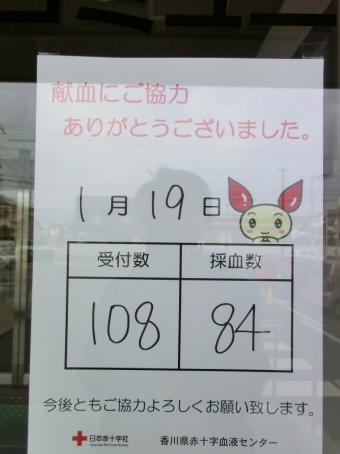 献血にご協力
ありがとうございました。
1月19日
受付数 採血数
108 84
今後ともご協力よろしくお願い致します。
日本赤十字社 香川県赤十字血液センター